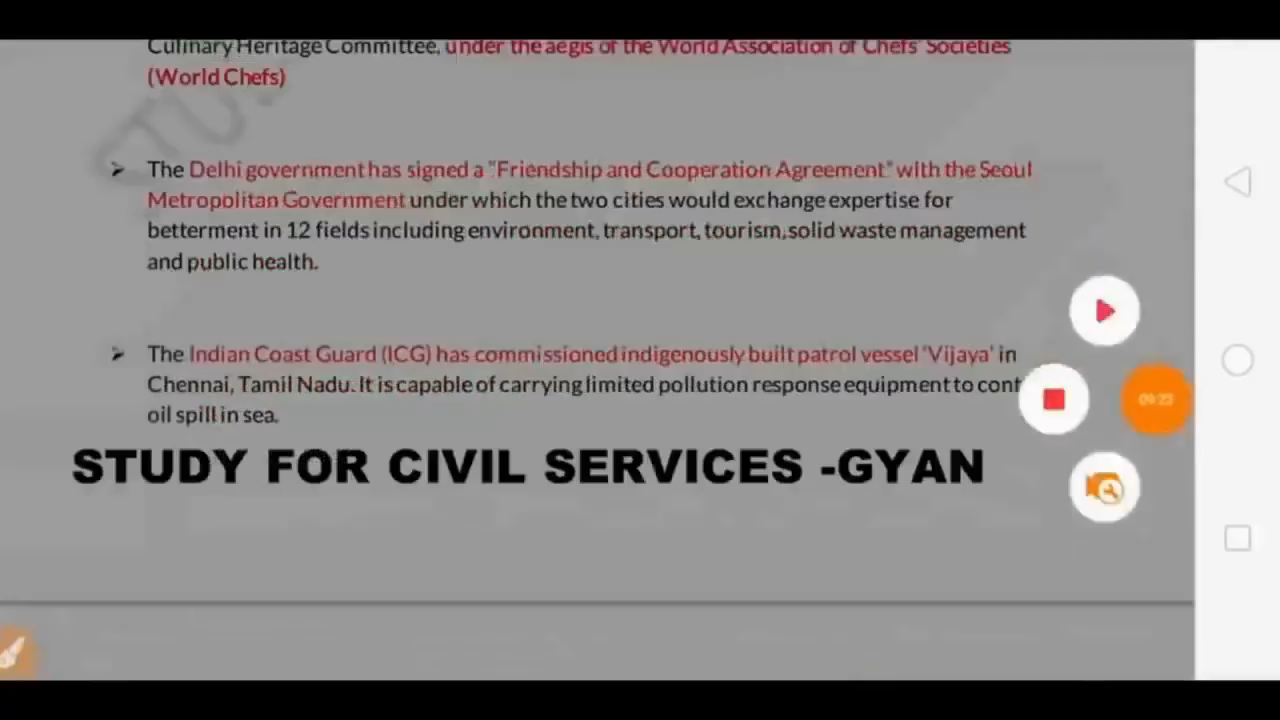 Culinary Heritage Committee, under the aegis of the World Association of Chefs' Societies
(World Chefs)
➢ The Delhi government has signed a "Friendship and Cooperation Agreement" with the Seoul
Metropolitan Government under which the two cities would exchange expertise for
betterment in 12 fields including environment, transport, tourism, solid waste management
and public health.
➢ The Indian Coast Guard (ICG) has commissioned indigenously built patrol vessel 'Vijaya' in
Chennai, Tamil Nadu. It is capable of carrying limited pollution response equipment to cont
oil spill in sea.
09:23
STUDY FOR CIVIL SERVICES -GYAN